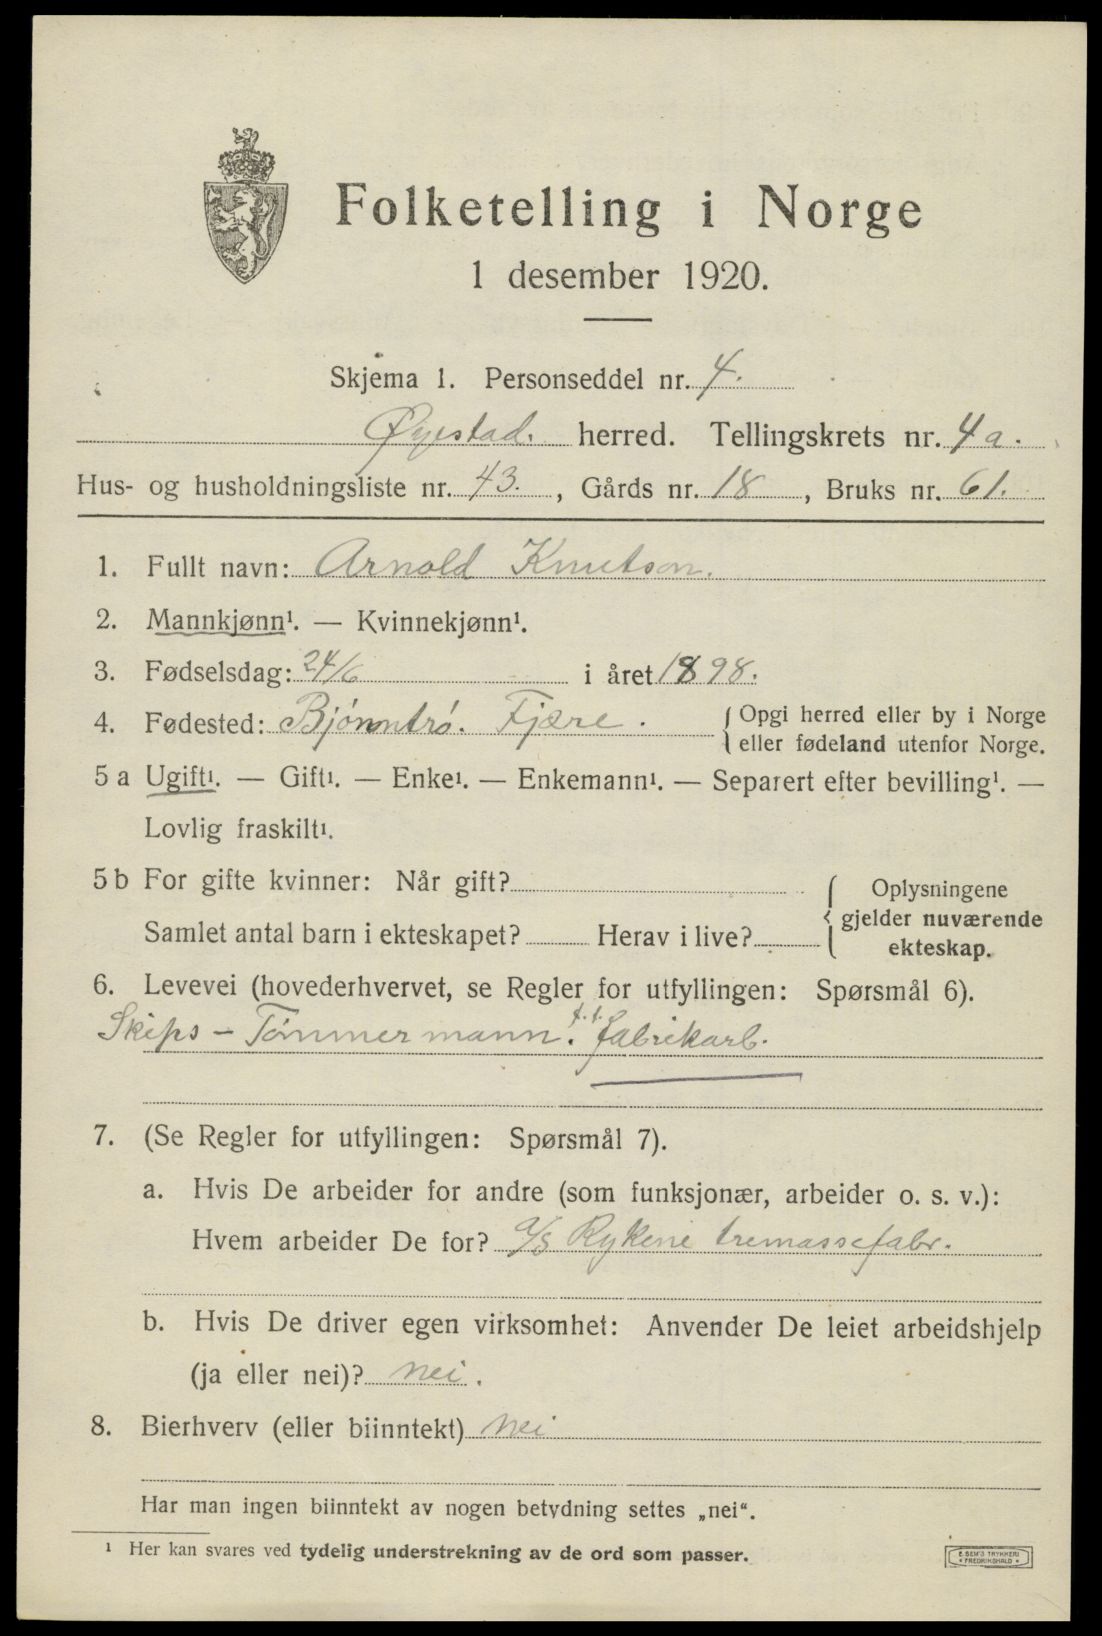 Folketelling i Norge
1 desember 1920.
Skjema 1. Personseddel nr. 4.
Øyestad. herred. Tellingskrets nr. 4a.
Hus- og husholdningsliste nr. 43., Gårds nr. 18, Bruks nr. 61.
1. Fullt navn: Arnold Knutson.
2. Mannkjønn¹. — Kvinnekjønn¹.
3. Fødselsdag: 24/6 i året 1898.
4. Fødested: Bjønntrø. Fjære. { Opgi herred eller by i Norge
eller fødeland utenfor Norge.
5 a Ugift¹. — Gift¹. — Enke¹. — Enkemann¹. — Separert efter bevilling¹. —
Lovlig fraskilt¹.
5 b For gifte kvinner: Når gift?
Samlet antal barn i ekteskapet? Herav i live?
{ Oplysningene
gjelder nuværende
ekteskap.
6. Levevei (hovederhvervet, se Regler for utfyllingen: Spørsmål 6).
Skips - Tømmermann. t.t. fabrikarb.
7. (Se Regler for utfyllingen: Spørsmål 7).
a. Hvis De arbeider for andre (som funksjonær, arbeider o. s. v.):
Hvem arbeider De for? a/s Rykene tremassefabr.
b. Hvis De driver egen virksomhet: Anvender De leiet arbeidshjelp
(ja eller nei)? nei.
8. Bierhverv (eller biinntekt) nei
Har man ingen biinntekt av nogen betydning settes „nei“.
¹ Her kan svares ved tydelig understrekning av de ord som passer.
E. SEM'S TRYKKERI
* FREDRIKSHALD *